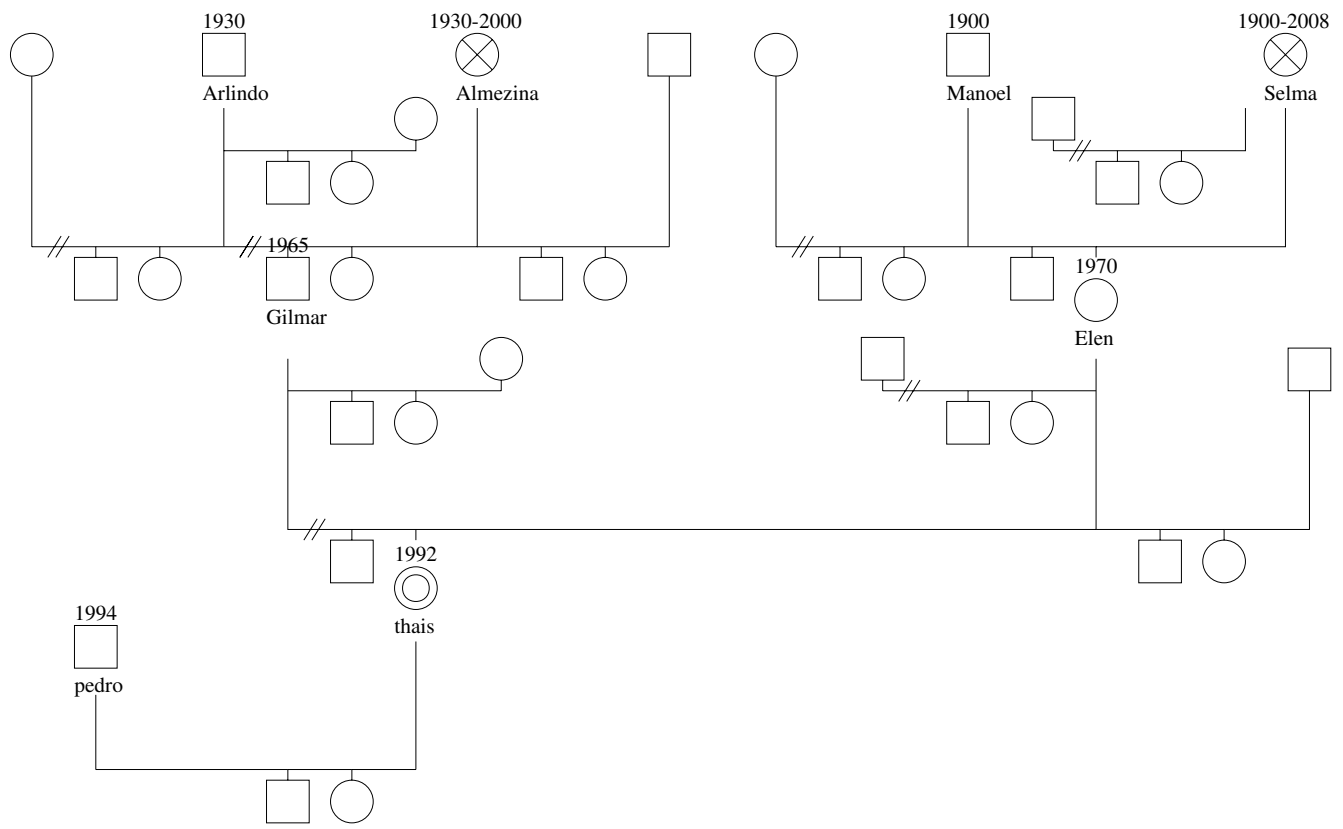 1930
1930-2000
1900
1900-2008
Arlindo
Almezina
Manoel
Selma
1965
1970
Gilmar
Elen
1992
thais
1994
pedro